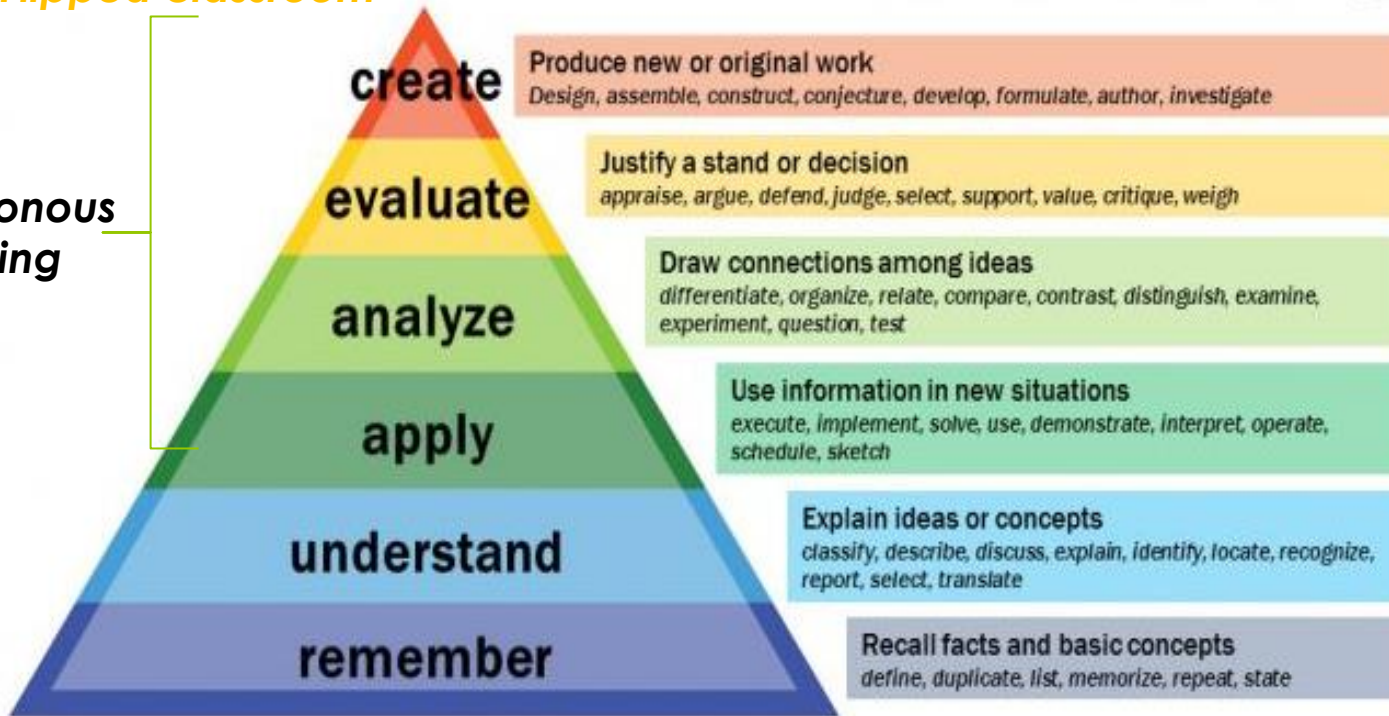 Classroom
create
Produce new or original work
Design, assemble, construct, conjecture, develop, formulate, author, investigate
evaluate
Justify a stand or decision
appraise, argue, defend, judge, select, support, value, critique, weigh
onous
ing
analyze
Draw connections among ideas
differentiate, organize, relate, compare, contrast, distinguish, examine,
experiment, question, test
apply
Use information in new situations
execute, implement, solve, use, demonstrate, interpret, operate,
schedule, sketch
understand
Explain ideas or concepts
classify, describe, discuss, explain, identify, locate, recognize,
report, select, translate
remember
Recall facts and basic concepts
define, duplicate, list, memorize, repeat, state